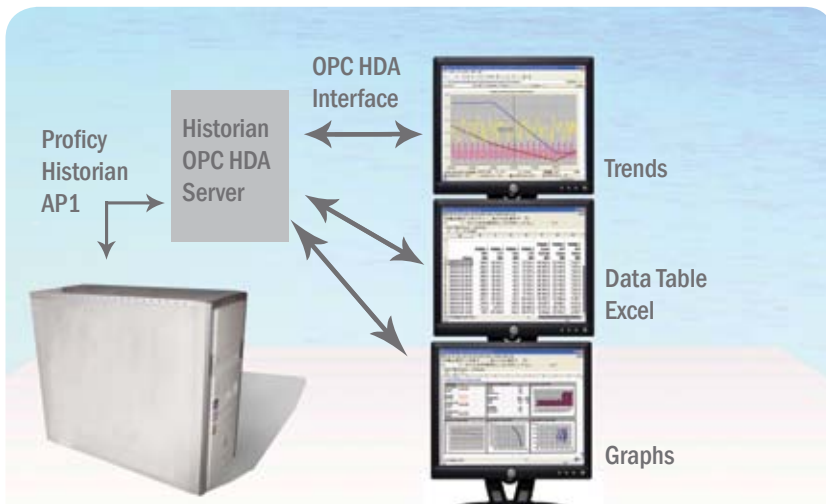 OPC HDA
Interface
Historian
OPC HDA
Server
Proficy
Historian
AP1
Trends
Data Table
Excel
Graphs